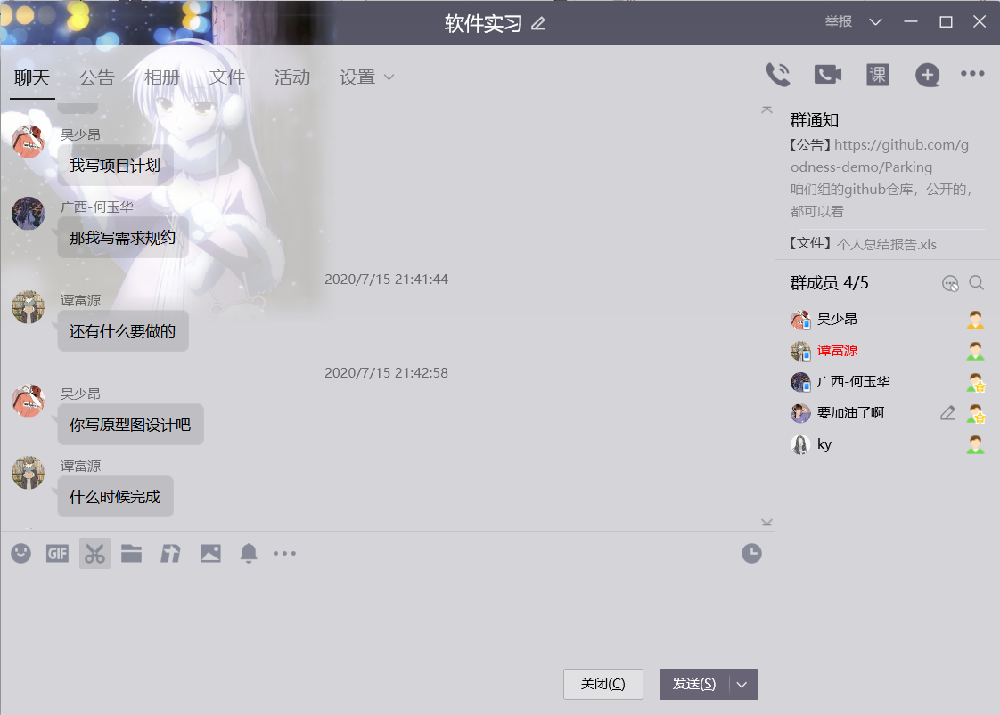 软件实习
举报
聊天 公告 相册 文件 活动 设置
课
吴少昂
我写项目计划
广西-何玉华
那我写需求规约
2020/7/15 21:41:44
谭富源
还有什么要做的
2020/7/15 21:42:58
吴少昂
你写原型图设计吧
谭富源
什么时候完成
GIF
关闭(C)
发送(S)
群通知
【公告】https://github.com/g
odness-demo/Parking
咱们组的github仓库，公开的，
都可以看
【文件】个人总结报告.xls
群成员 4/5
吴少昂
谭富源
广西-何玉华
要加油了啊
ky